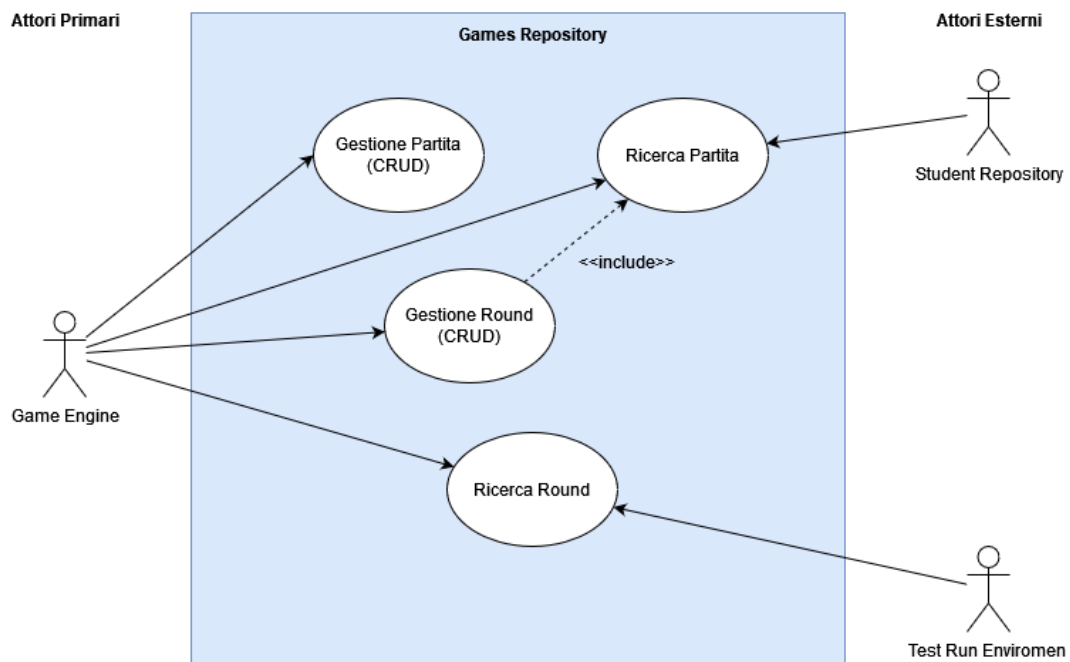 Attori Primari
Games Repository
Attori Esterni
Gestione Partita
(CRUD)
Ricerca Partita
Student Repository
<<include>>
Gestione Round
(CRUD)
Game Engine
Ricerca Round
Test Run Enviromen